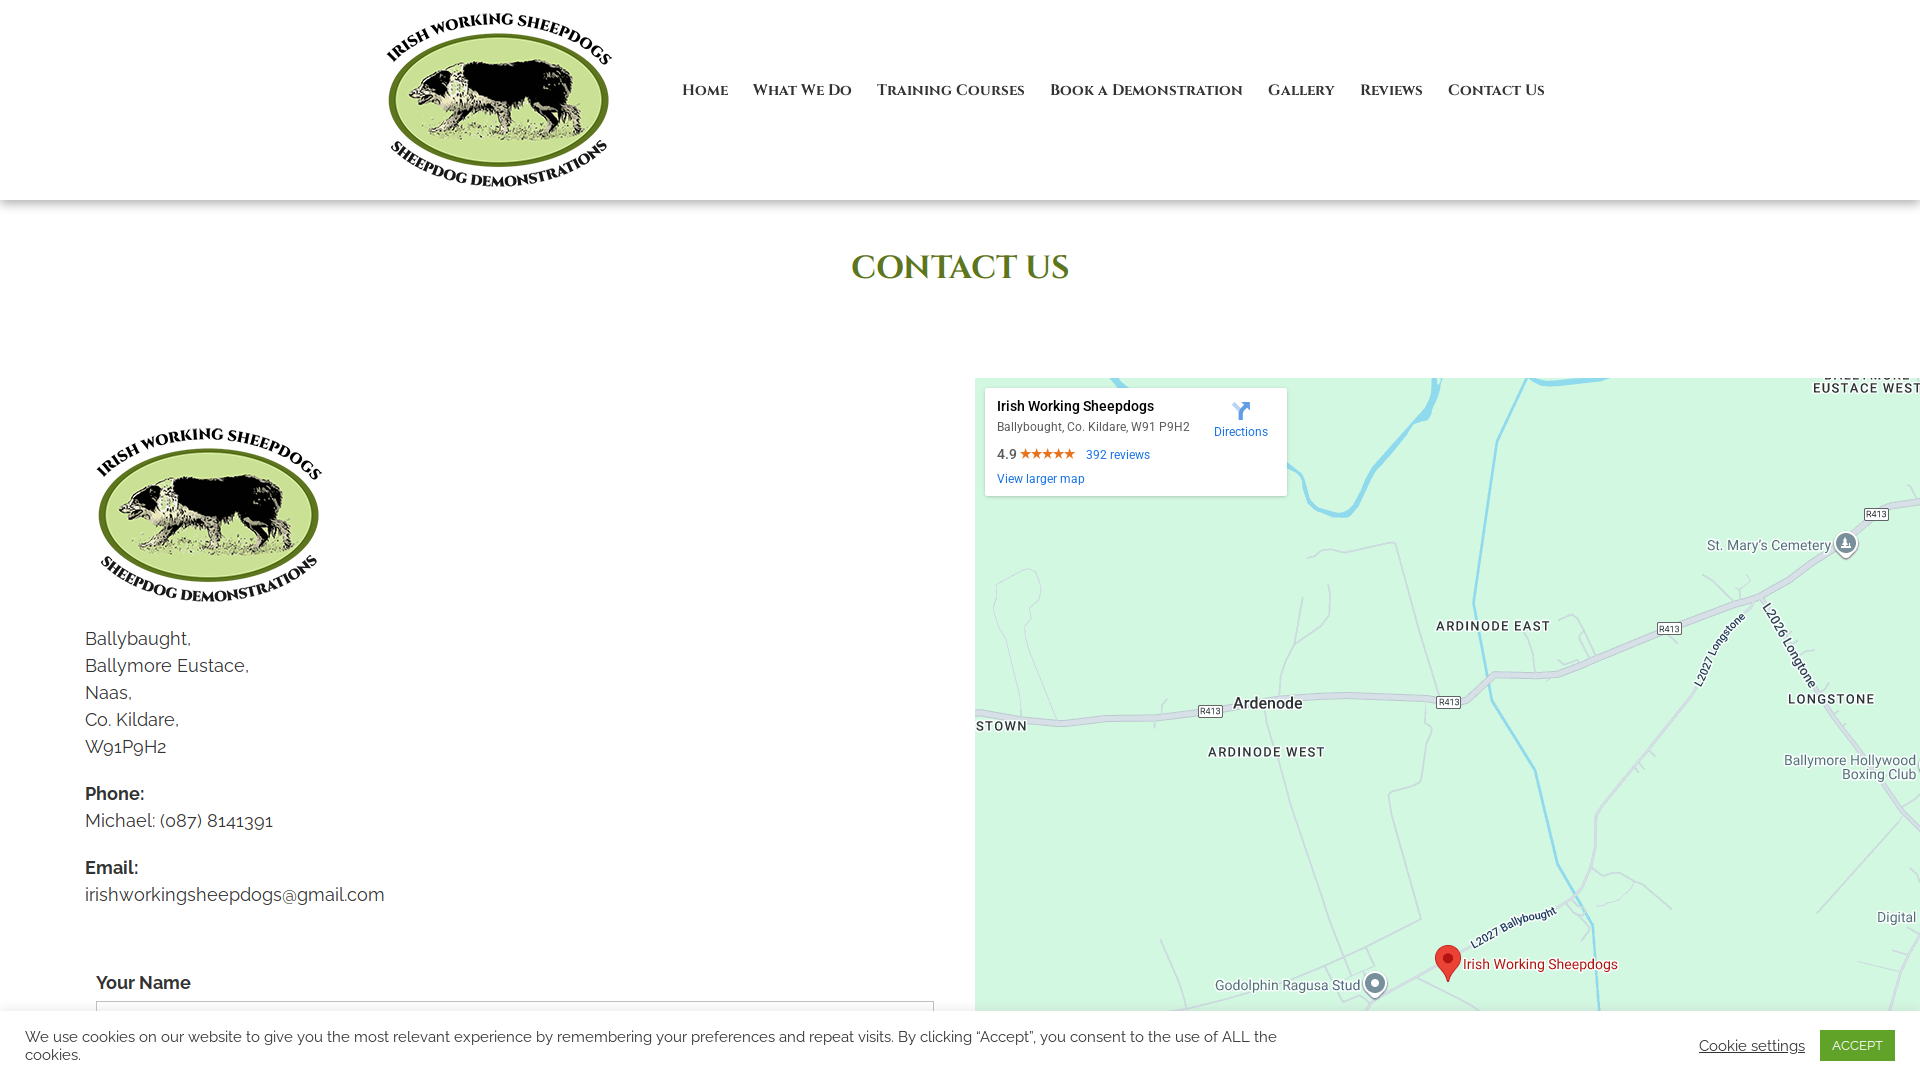 IRISH WORKING SHEEPDOGS
SHEEPDOG DEMONSTRATIONS
Home
What We Do
Training Courses
Book a Demonstration
Gallery
Reviews
Contact Us
CONTACT US
IRISH WORKING SHEEPDOGS
SHEEPDOG DEMONSTRATIONS
Ballybaught,
Ballymore Eustace,
Naas,
Co. Kildare,
W91P9H2
Phone:
Michael: (087) 8141391
Email:
irishworkingsheepdogs@gmail.com
Your Name
Irish Working Sheepdogs
Ballybought, Co. Kildare, W91 P9H2
Directions
4.9
392 reviews
View larger map
EUSTACE WEST
R413
St. Mary's Cemetery
ARDINODE EAST
R413
L2027 Longstone
L2026 Longtone
R413
Ardenode
R413
LONGSTONE
STOWN
ARDINODE WEST
Ballymore Hollywood
Boxing Club
L2027 Ballybought
Digital
Irish Working Sheepdogs
Godolphin Ragusa Stud
We use cookies on our website to give you the most relevant experience by remembering your preferences and repeat visits. By clicking “Accept”, you consent to the use of ALL the
cookies.
Cookie settings
ACCEPT